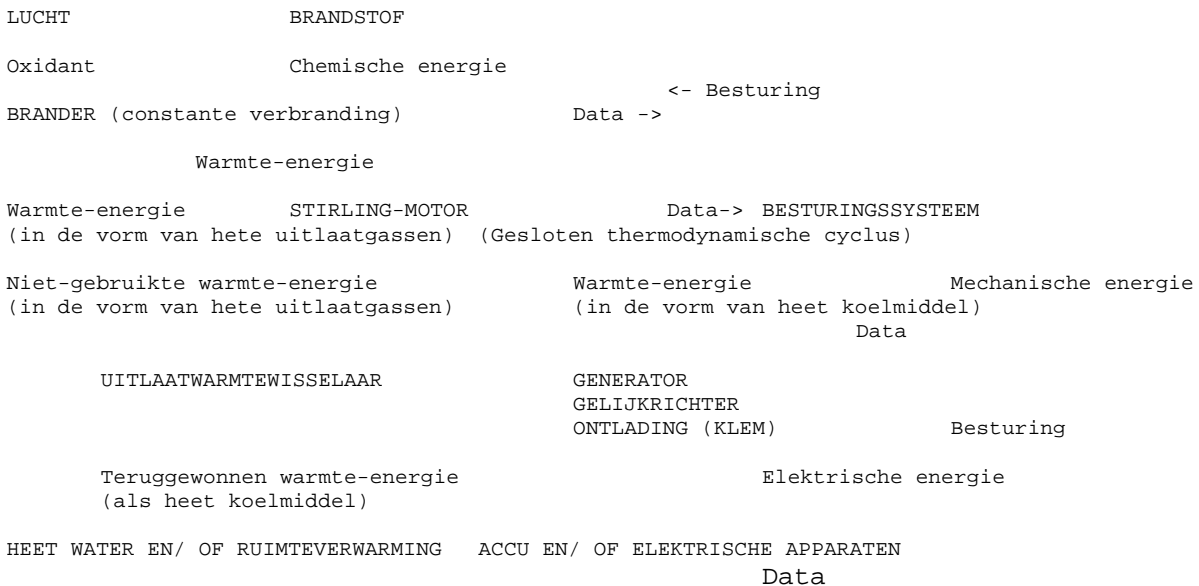 LUCHT BRANDSTOF
Oxidant Chemische energie
<- Besturing
BRANDER (constante verbranding) Data ->
Warmte-energie
Warmte-energie STIRLING-MOTOR Data-> BESTURINGSSYSTEEM
(in de vorm van hete uitlaatgassen) (Gesloten thermodynamische cyclus)
Niet-gebruikte warmte-energie Warmte-energie Mechanische energie
(in de vorm van hete uitlaatgassen) (in de vorm van heet koelmiddel)
Data
UITLAATWARMTEWISSELAAR GENERATOR
GELIJKRICHTER
ONTLADING (KLEM) Besturing
Teruggewonnen warmte-energie Elektrische energie
(als heet koelmiddel)
HEET WATER EN/ OF RUIMTEVERWARMING ACCU EN/ OF ELEKTRISCHE APPARATEN
Data